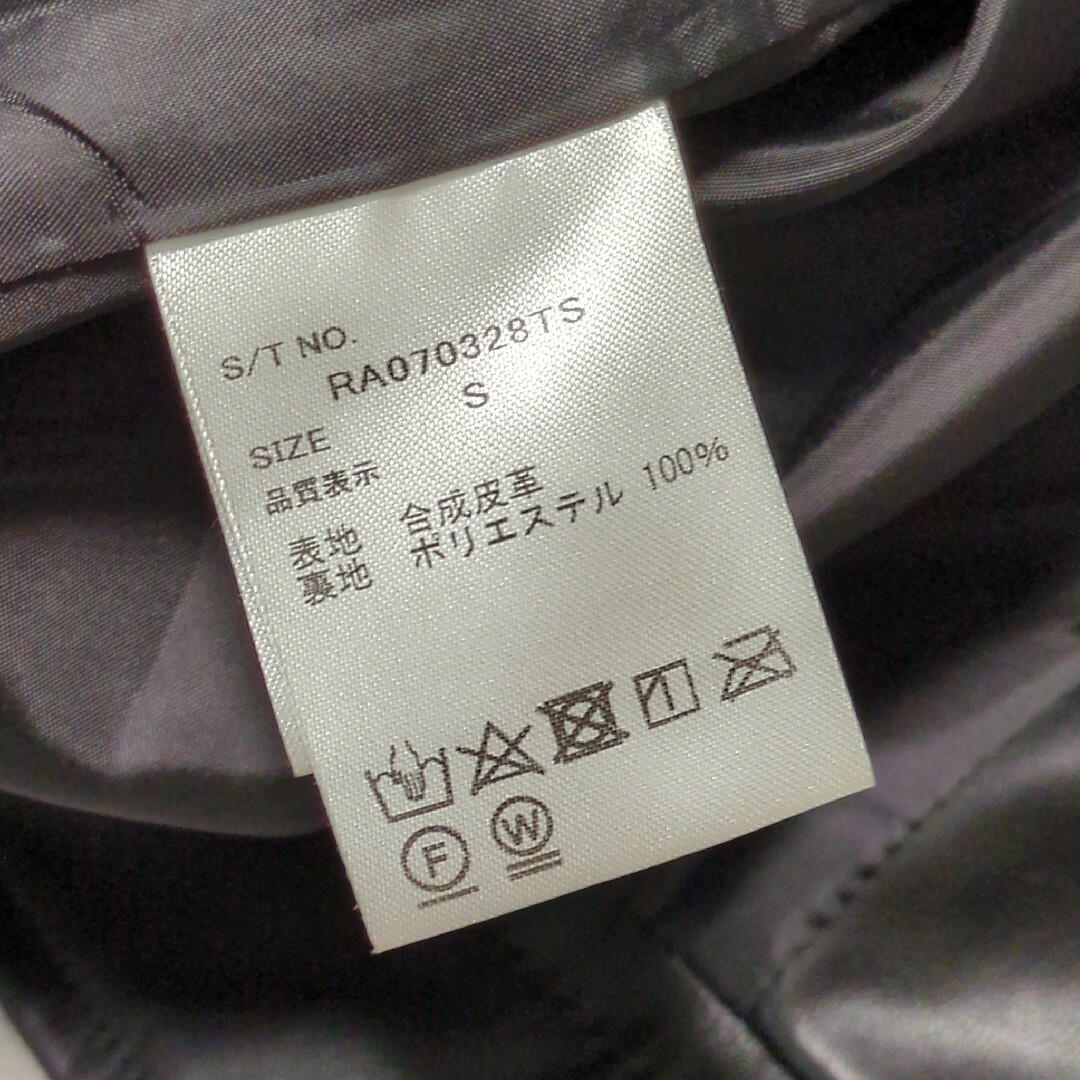 S/T NO.
RA070328TS
S
SIZE
品質表示
表地 合成皮革
裏地 ポリエステル 100%
F W